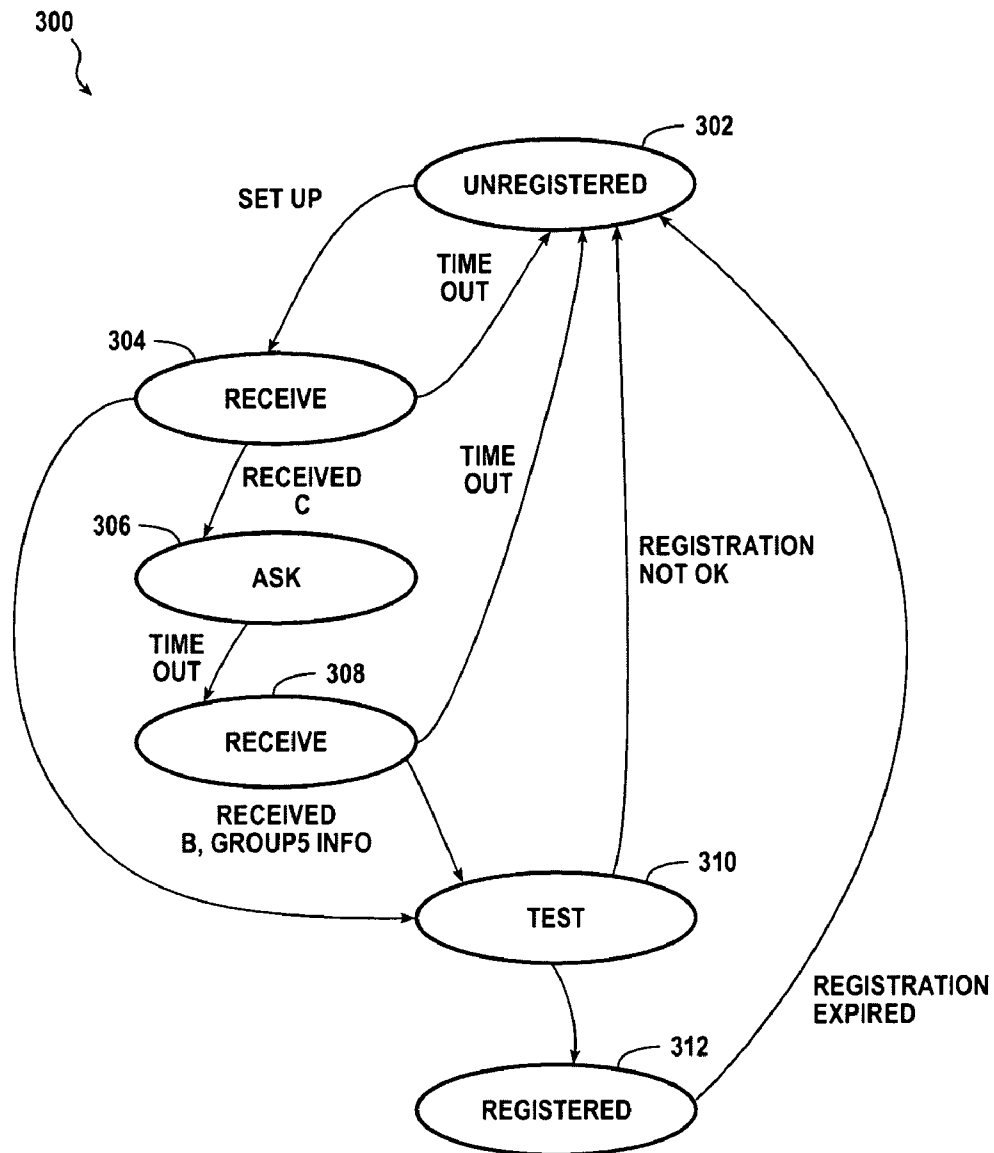 300
302
UNREGISTERED
SET UP
TIME
OUT
304
RECEIVE
RECEIVED
C
TIME
OUT
306
ASK
REGISTRATION
NOT OK
TIME
OUT
308
RECEIVE
RECEIVED
B, GROUP5 INFO
310
TEST
REGISTRATION
EXPIRED
312
REGISTERED